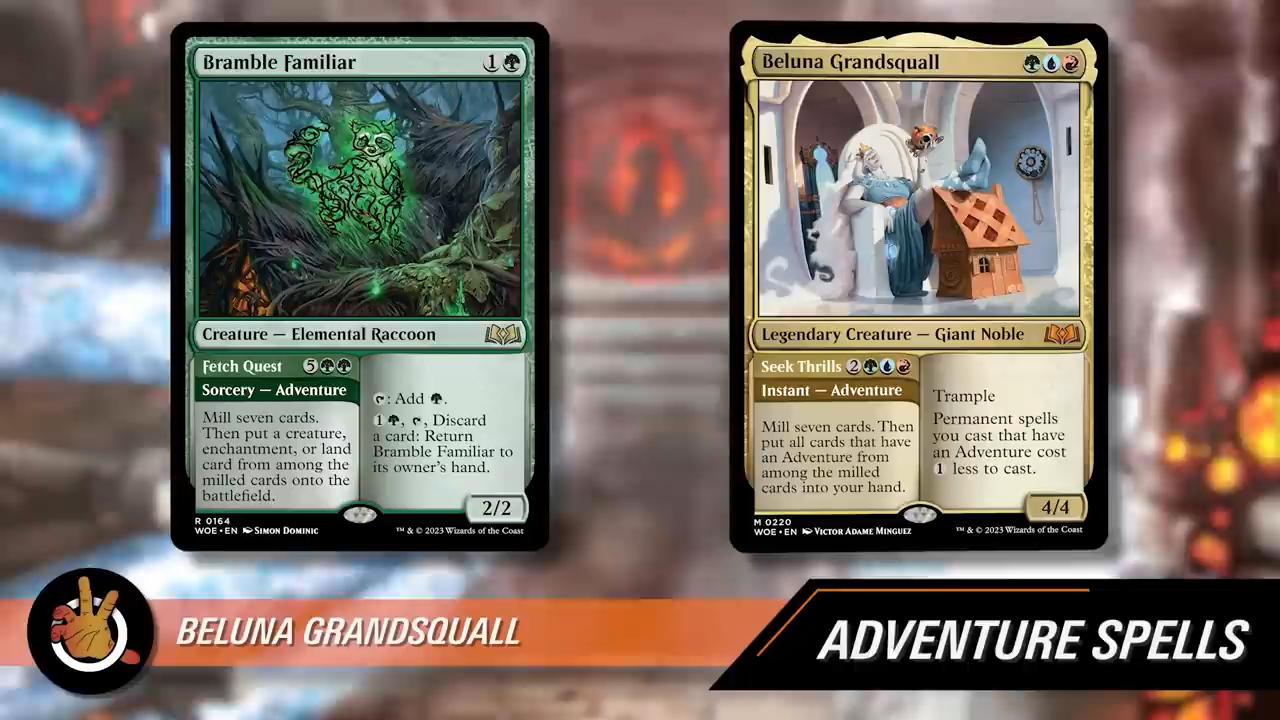 Bramble Familiar 1
Creature — Elemental Raccoon
Fetch Quest 5
Sorcery — Adventure
Mill seven cards.
Then put a creature,
enchantment, or land
card from among the
milled cards onto the
battlefield.
: Add .
1 , , Discard
a card: Return
Bramble Familiar to
its owner's hand.
2/2
R 0164
WOE • EN Simon Dominic
™ & © 2023 Wizards of the Coast
Beluna Grandsquall
Legendary Creature — Giant Noble
Seek Thrills 2
Instant — Adventure
Mill seven cards. Then
put all cards that have
an Adventure from
among the milled
cards into your hand.
Trample
Permanent spells
you cast that have
an Adventure cost
1 less to cast.
4/4
M 0220
WOE • EN Victor Adame Minguez
™ & © 2023 Wizards of the Coast
BELUNA GRANDSQUALL
ADVENTURE SPELLS